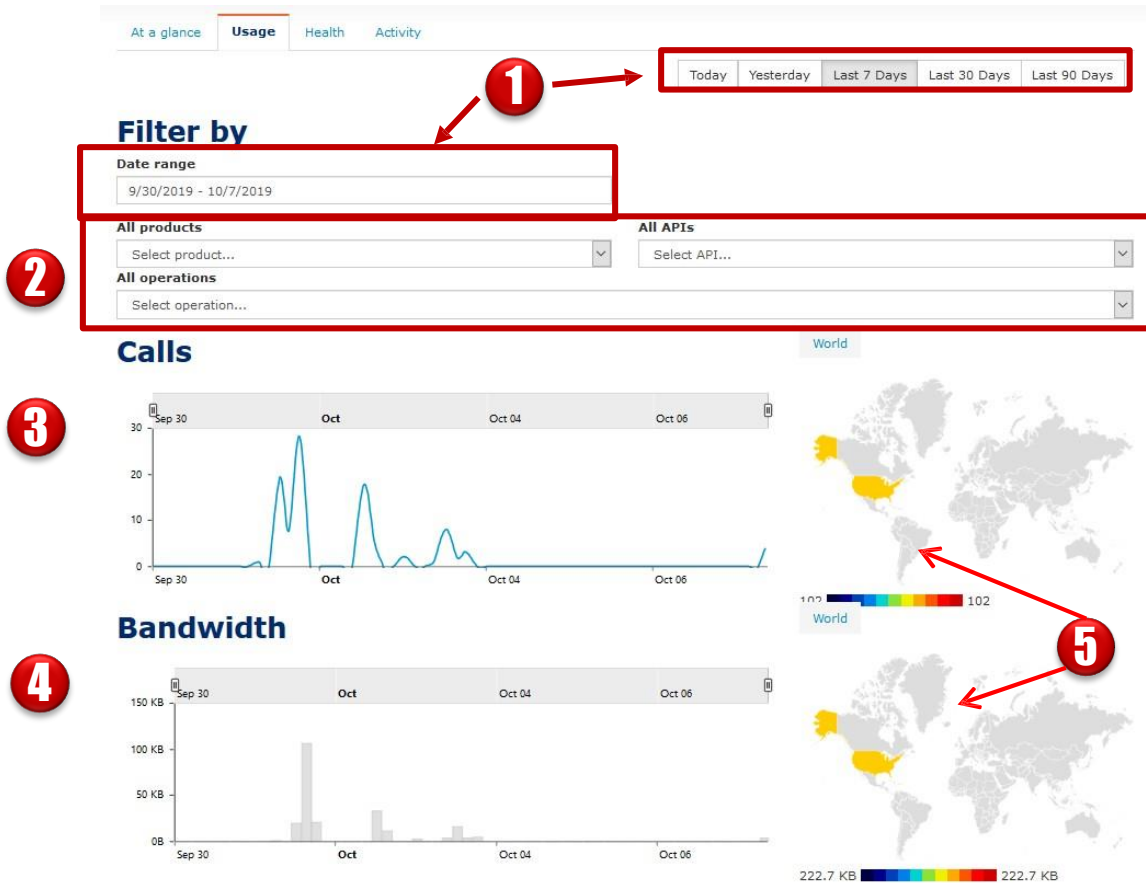 At a glance Usage Health Activity
Today Yesterday Last 7 Days Last 30 Days Last 90 Days
1
Filter by
Date range
9/30/2019 - 10/7/2019
All products All APIs
Select product... Select API...
2
All operations
Select operation...
Calls
World
3
Sep 30 Oct Oct 04 Oct 06
30
20
10
0
Sep 30 Oct Oct 04 Oct 06
102 102
Bandwidth
World
5
4
Sep 30 Oct Oct 04 Oct 06
150 KB
100 KB
50 KB
0B
Sep 30 Oct Oct 04 Oct 06
222.7 KB 222.7 KB